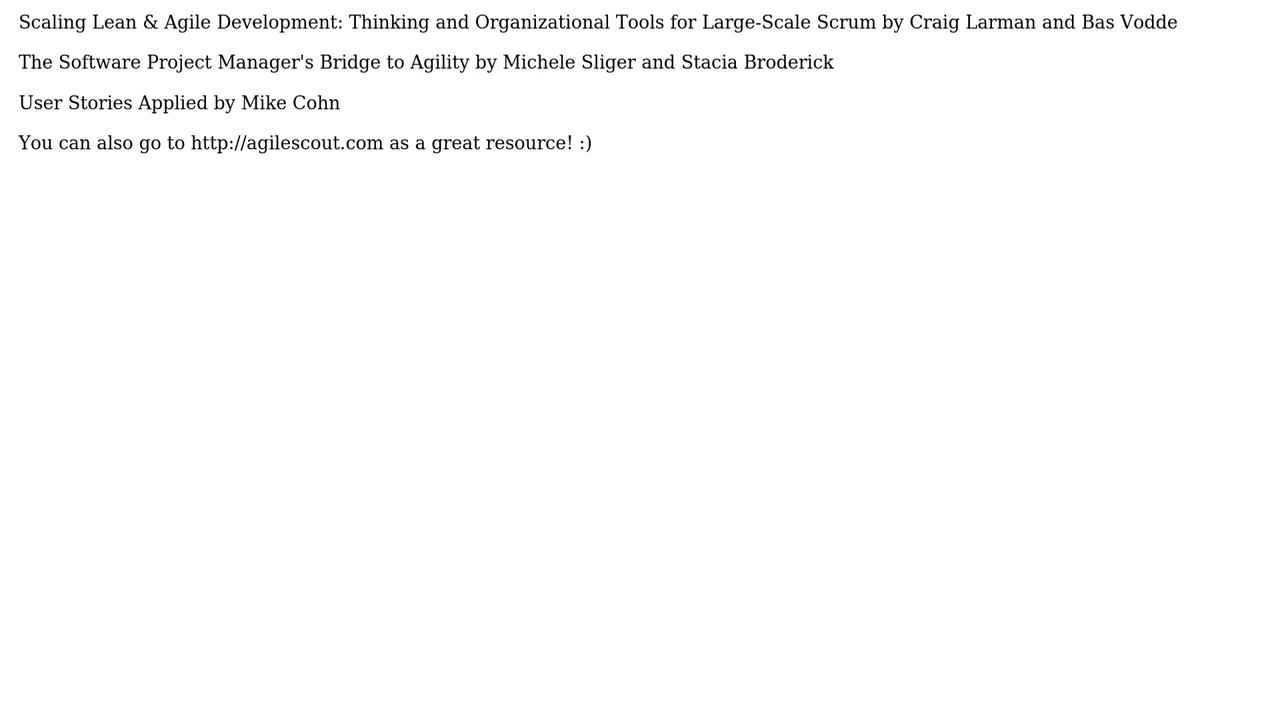 Scaling Lean & Agile Development: Thinking and Organizational Tools for Large-Scale Scrum by Craig Larman and Bas Vodde
The Software Project Manager's Bridge to Agility by Michele Sliger and Stacia Broderick
User Stories Applied by Mike Cohn
You can also go to http://agilescout.com as a great resource! :)